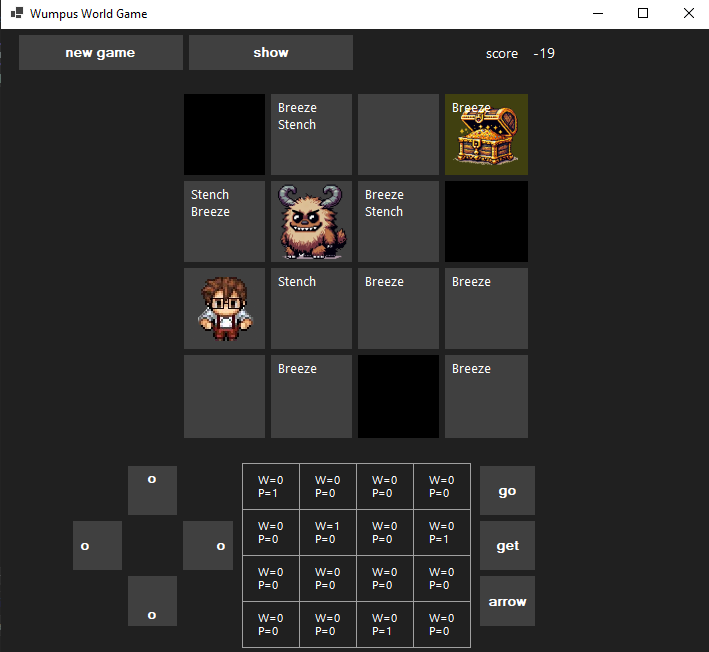 Wumpus World Game
new game show score -19
Breeze
Stench
Breeze
Stench
Breeze
Breeze
Stench
Stench
Breeze
Breeze
Breeze
Breeze
o
o
o
o
W=0 W=0 W=0 W=0
P=1 P=0 P=0 P=0
W=0 W=1 W=0 W=0
P=0 P=0 P=0 P=1
W=0 W=0 W=0 W=0
P=0 P=0 P=0 P=0
W=0 W=0 W=0 W=0
P=0 P=0 P=1 P=0
go
get
arrow